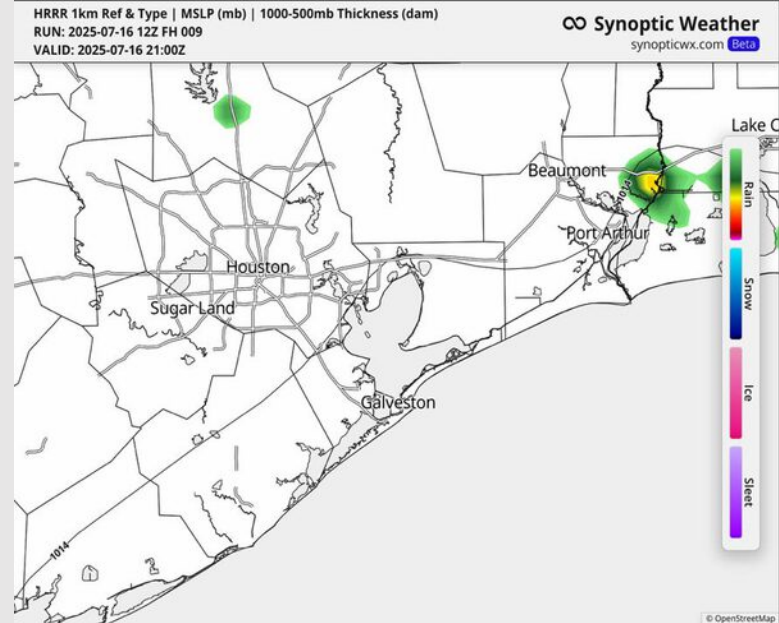 HRRR 1km Ref & Type | MSLP (mb) | 1000-500mb Thickness (dam)
RUN: 2025-07-16 12Z FH 009
VALID: 2025-07-16 21:00Z
Synoptic Weather
synopticwx.com Beta
Lake C
Beaumont
1014
Port Arthur
Houston
Sugar Land
Galveston
1014
Rain
Snow
Ice
Sleet
© OpenStreetMap